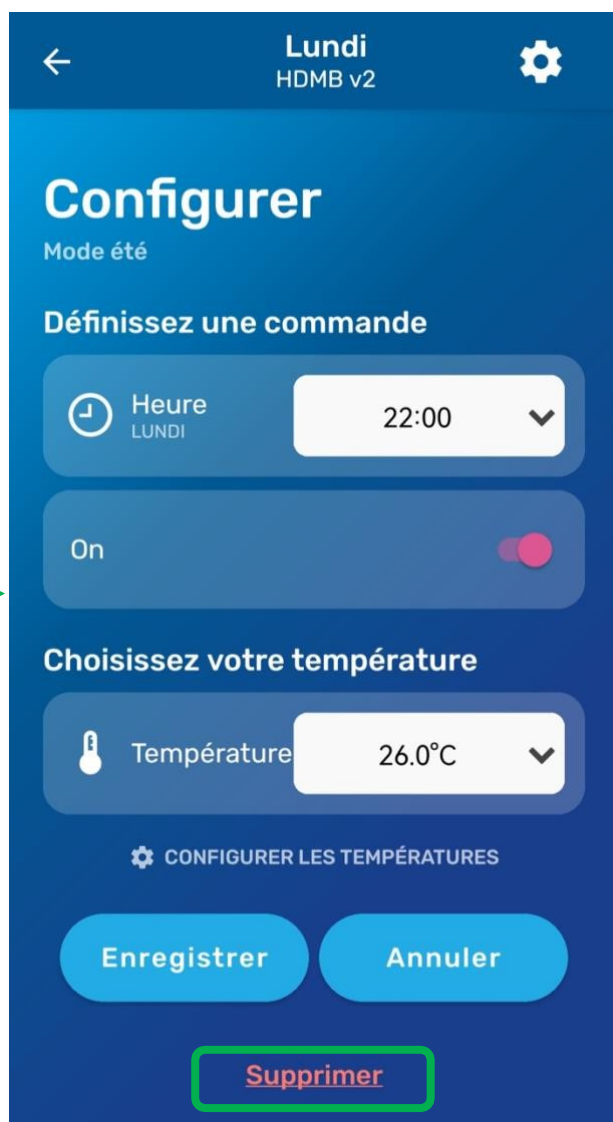 Lundi
HDMB v2
Configurer
Mode été
Définissez une commande
Heure
LUNDI
22:00
On
Choisissez votre température
Température
26.0°C
CONFIGURER LES TEMPÉRATURES
Enregistrer
Annuler
Supprimer